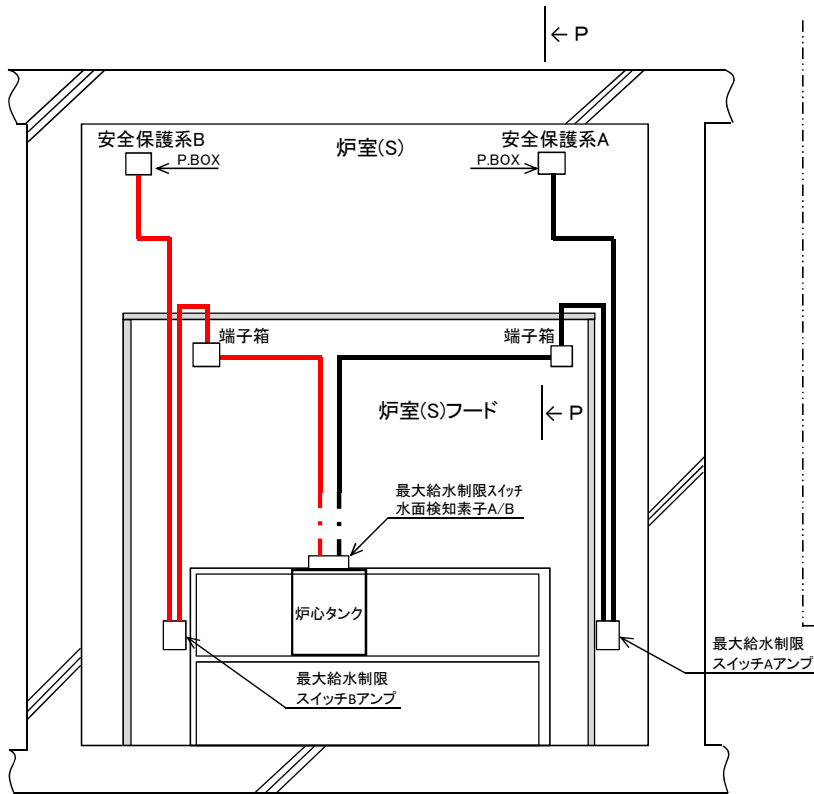 ← P
安全保護系B
炉室(S)
安全保護系A
P.BOX
P.BOX
端子箱
端子箱
炉室(S)フード
← P
最大給水制限スイッチ
水面検知素子A/B
炉心タンク
最大給水制限
スイッチAアンプ
最大給水制限
スイッチBアンプ